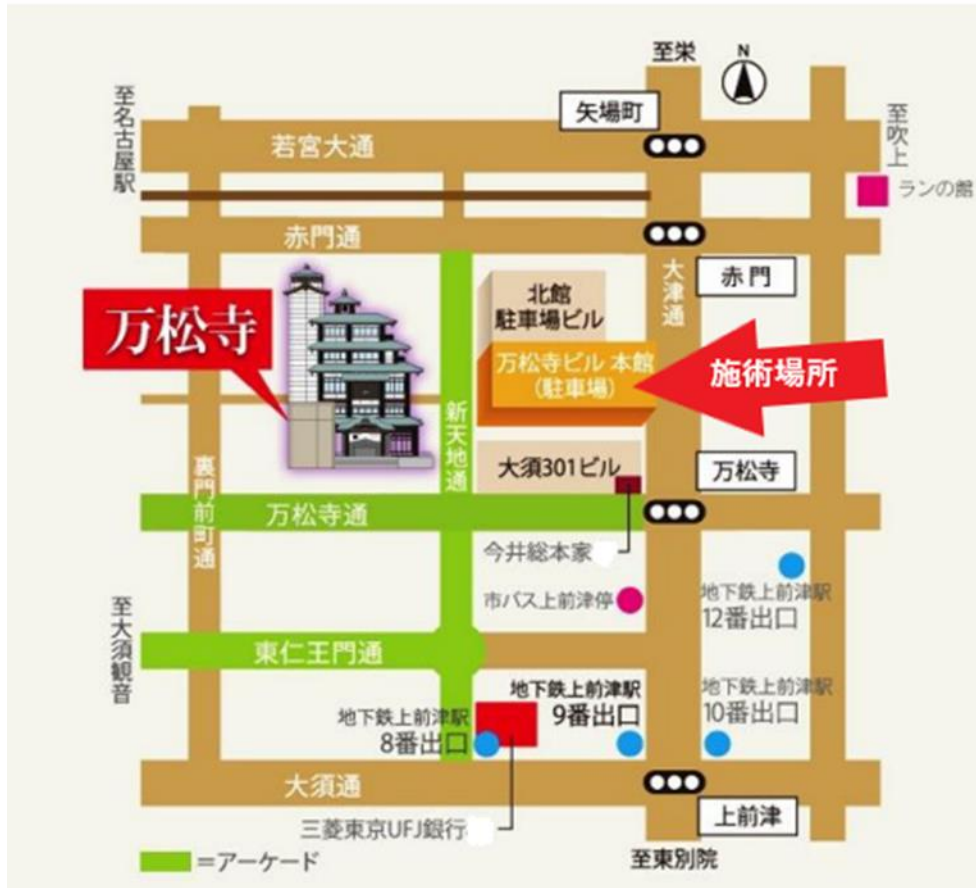 至栄
N
矢場町
至名古屋駅
若宮大通
至吹上
ランの館
赤門通
大津通
赤門
北館
駐車場ビル
万松寺
万松寺ビル 本館
(駐車場)
施術場所
新天地通
裏門前町通
大須301ビル
万松寺
万松寺通
今井総本家
市バス上前津停
地下鉄上前津駅
12番出口
至大須観音
東仁王門通
地下鉄上前津駅
9番出口
地下鉄上前津駅
10番出口
地下鉄上前津駅
8番出口
大須通
上前津
三菱東京UFJ銀行
至東別院
=アーケード